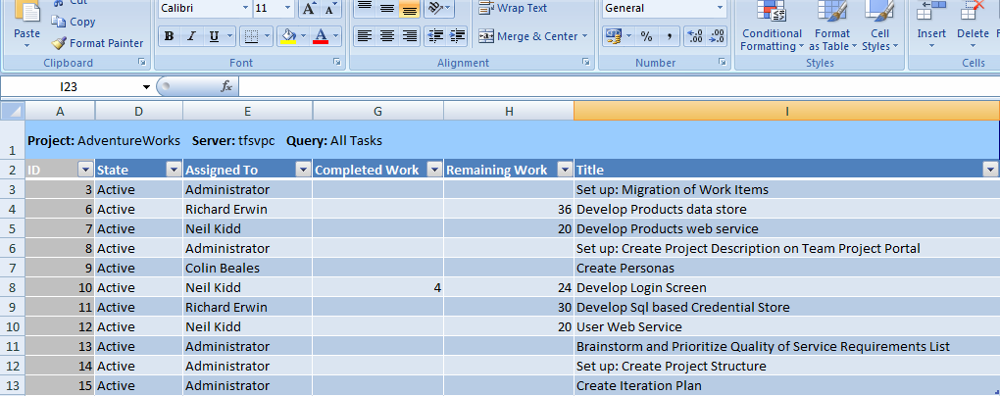 Cut Calibri 11 A A Wrap Text General
Paste Copy Conditional Format Cell Insert Delete
Format Painter B I U A Merge & Center $ % , .0 .00 .00 .0 Formatting as Table Styles
Clipboard Font Alignment Number Styles Cells
I23 fx
A D E G H I
1 Project: AdventureWorks Server: tfsvpc Query: All Tasks
2 ID State Assigned To Completed Work Remaining Work Title
3 3 Active Administrator Set up: Migration of Work Items
4 6 Active Richard Erwin 36 Develop Products data store
5 7 Active Neil Kidd 20 Develop Products web service
6 8 Active Administrator Set up: Create Project Description on Team Project Portal
7 9 Active Colin Beales Create Personas
8 10 Active Neil Kidd 4 24 Develop Login Screen
9 11 Active Richard Erwin 30 Develop Sql based Credential Store
10 12 Active Neil Kidd 20 User Web Service
11 13 Active Administrator Brainstorm and Prioritize Quality of Service Requirements List
12 14 Active Administrator Set up: Create Project Structure
13 15 Active Administrator Create Iteration Plan